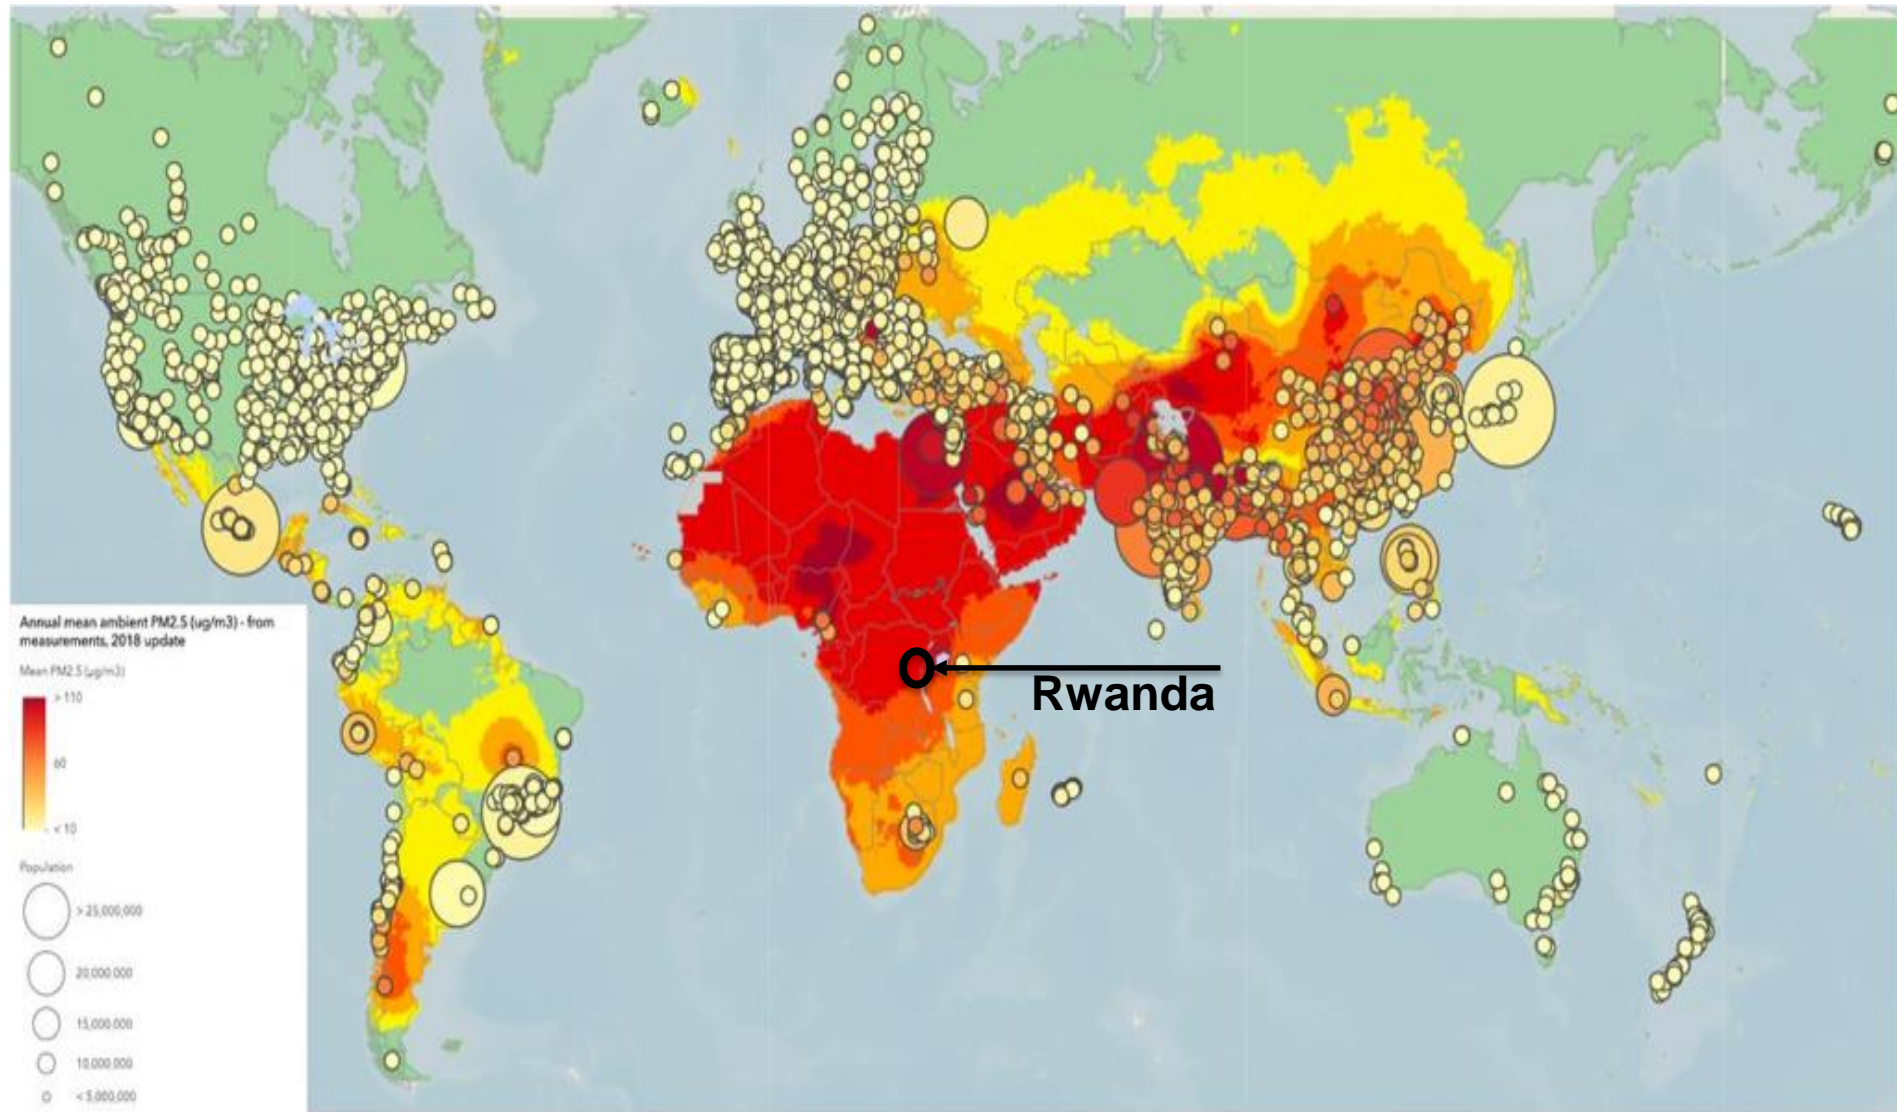 Rwanda
Annual mean ambient PM2.5 (ug/m3) - from
measurements, 2018 update
Mean PM2.5 (µg/m3)
> 110
60
< 10
Population
> 25,000,000
20,000,000
15,000,000
10,000,000
< 5,000,000